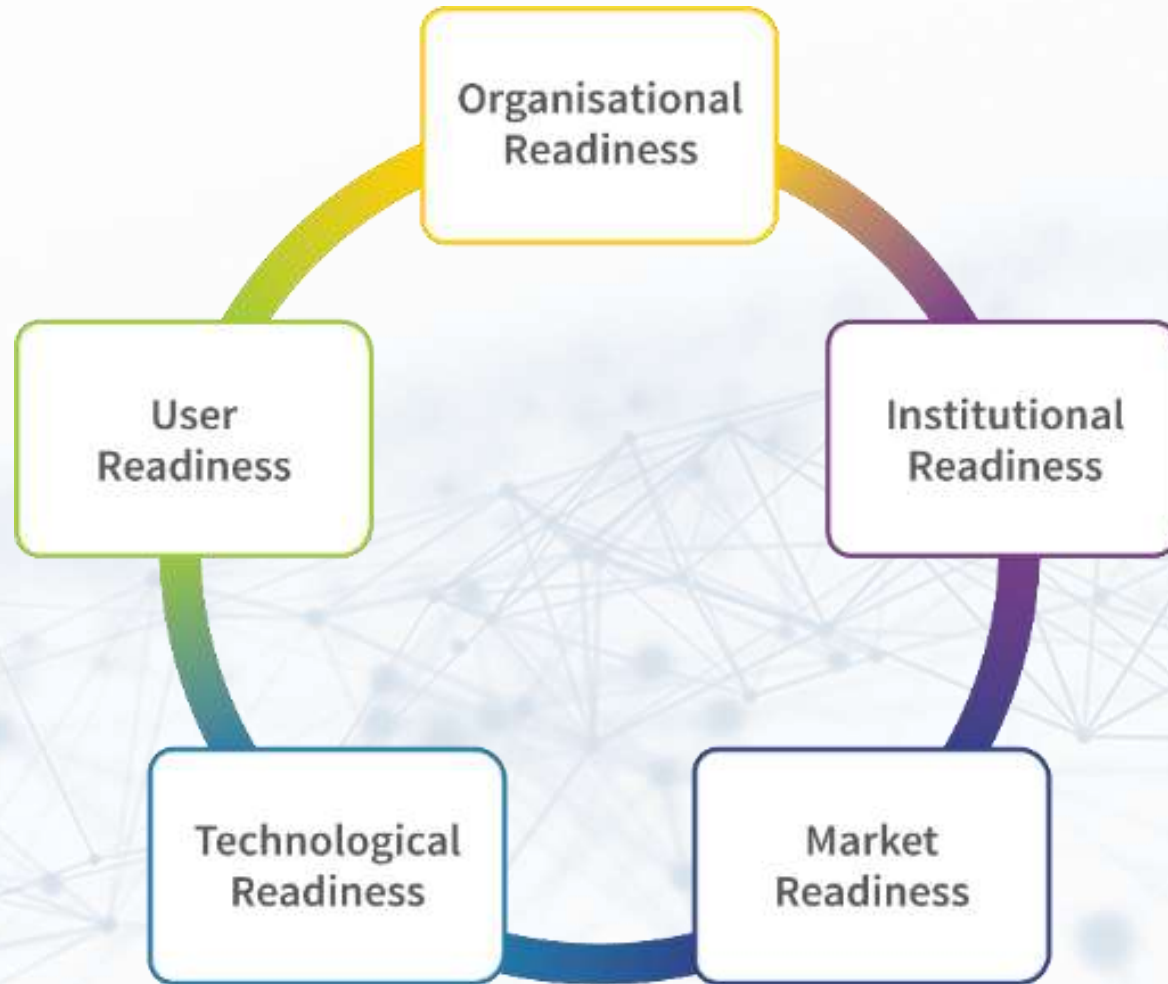 Organisational
Readiness
User
Readiness
Institutional
Readiness
Technological
Readiness
Market
Readiness